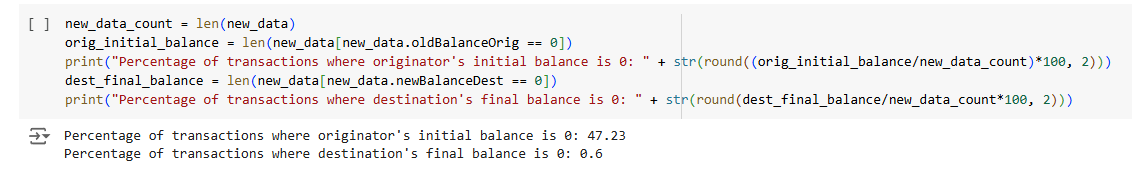 [ ] new_data_count = len(new_data)
orig_initial_balance = len(new_data[new_data.oldBalanceOrig == 0])
print("Percentage of transactions where originator's initial balance is 0: " + str(round((orig_initial_balance/new_data_count)*100, 2)))
dest_final_balance = len(new_data[new_data.newBalanceDest == 0])
print("Percentage of transactions where destination's final balance is 0: " + str(round(dest_final_balance/new_data_count*100, 2)))
Percentage of transactions where originator's initial balance is 0: 47.23
Percentage of transactions where destination's final balance is 0: 0.6